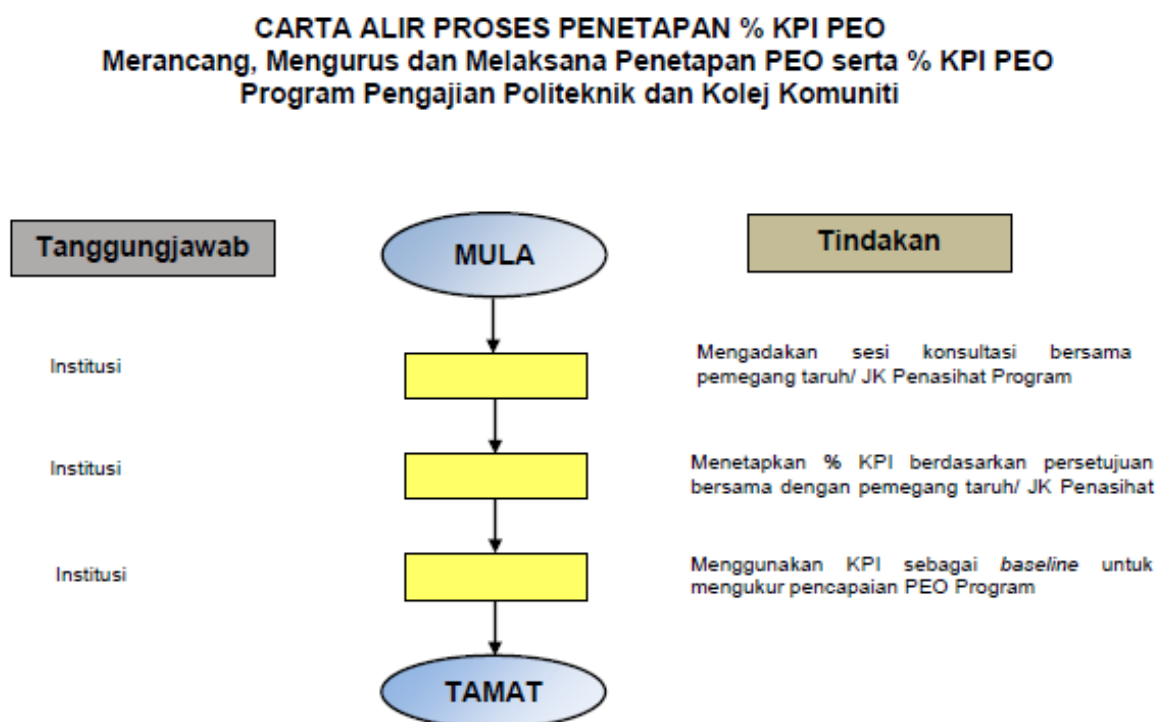 CARTA ALIR PROSES PENETAPAN % KPI PEO
Merancang, Mengurus dan Melaksana Penetapan PEO serta % KPI PEO
Program Pengajian Politeknik dan Kolej Komuniti
Tanggungjawab
MULA
Tindakan
Institusi
Mengadakan sesi konsultasi bersama
pemegang taruh/ JK Penasihat Program
Institusi
Menetapkan % KPI berdasarkan persetujuan
bersama dengan pemegang taruh/ JK Penasihat
Institusi
Menggunakan KPI sebagai baseline untuk
mengukur pencapaian PEO Program
TAMAT